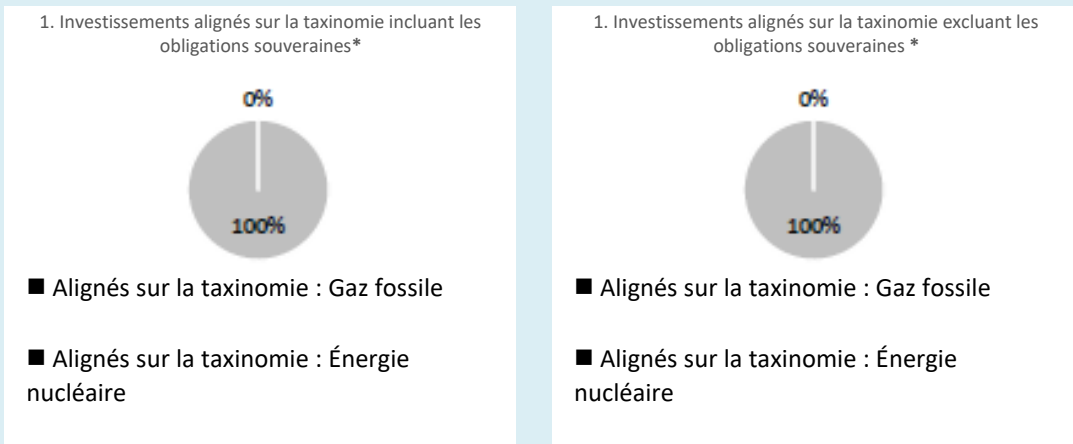 1. Investissements alignés sur la taxinomie incluant les
obligations souveraines*
0%
100%
■ Alignés sur la taxinomie : Gaz fossile
■ Alignés sur la taxinomie : Énergie
nucléaire
1. Investissements alignés sur la taxinomie excluant les
obligations souveraines *
0%
100%
■ Alignés sur la taxinomie : Gaz fossile
■ Alignés sur la taxinomie : Énergie
nucléaire